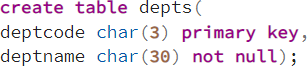 create table depts(
deptcode char(3) primary key,
deptname char(30) not null);